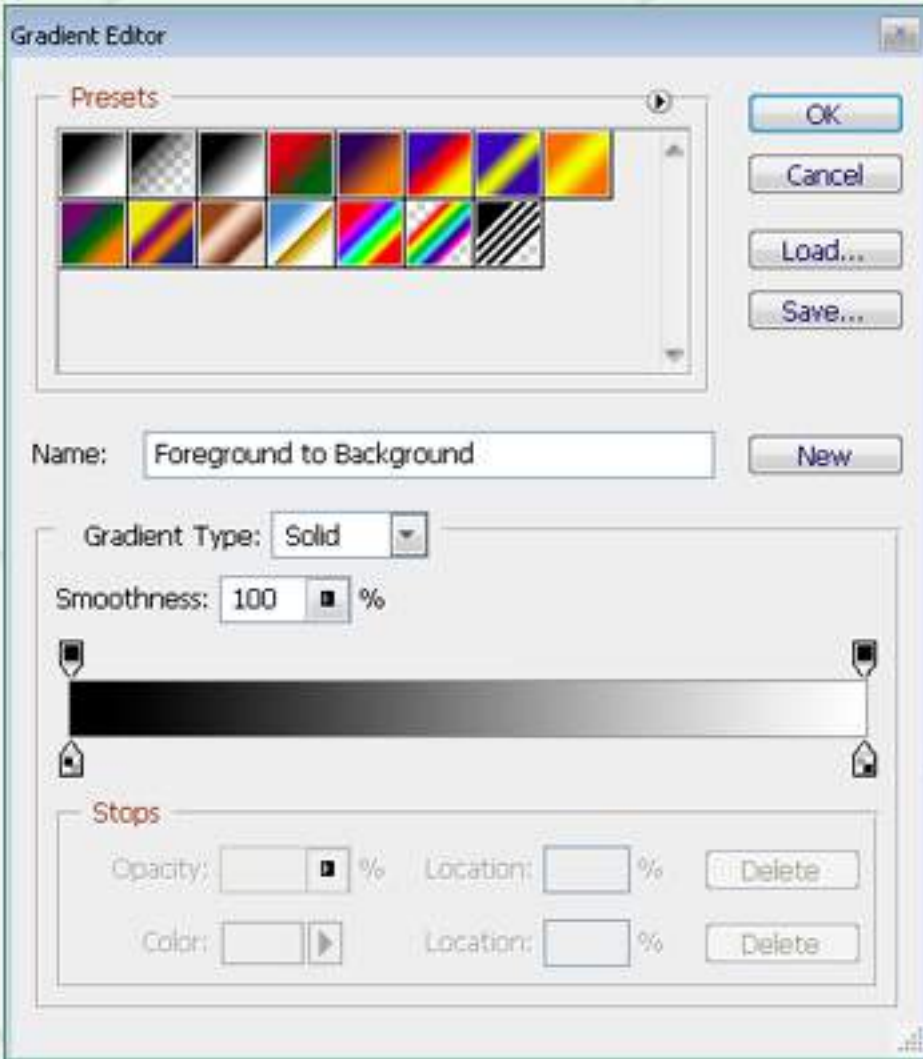 Gradient Editor
Presets
OK
Cancel
Load...
Save...
Name: Foreground to Background
New
Gradient Type: Solid
Smoothness: 100 %
Stops
Opacity: % Location: % Delete
Color: Location: % Delete